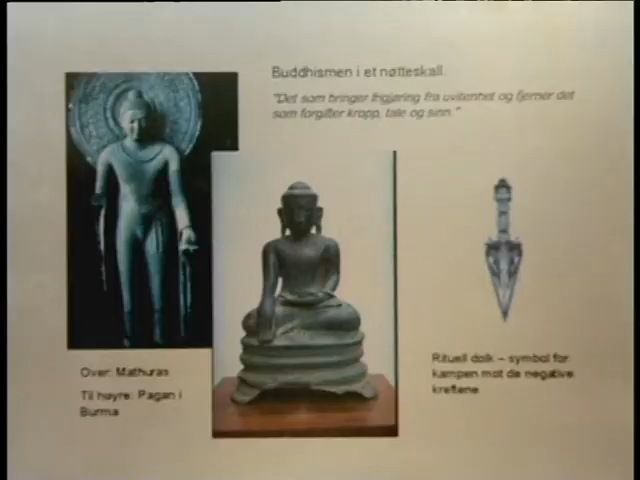 Buddhismen i et nøtteskall.
"Det som bringer frigjøring fra uvitenhet og fjerner det
som forgifter kropp, tale og sinn."
Over: Mathuras
Til høyre: Pagan i
Burma
Rituell dolk – symbol for
kampen mot de negative
kreftene